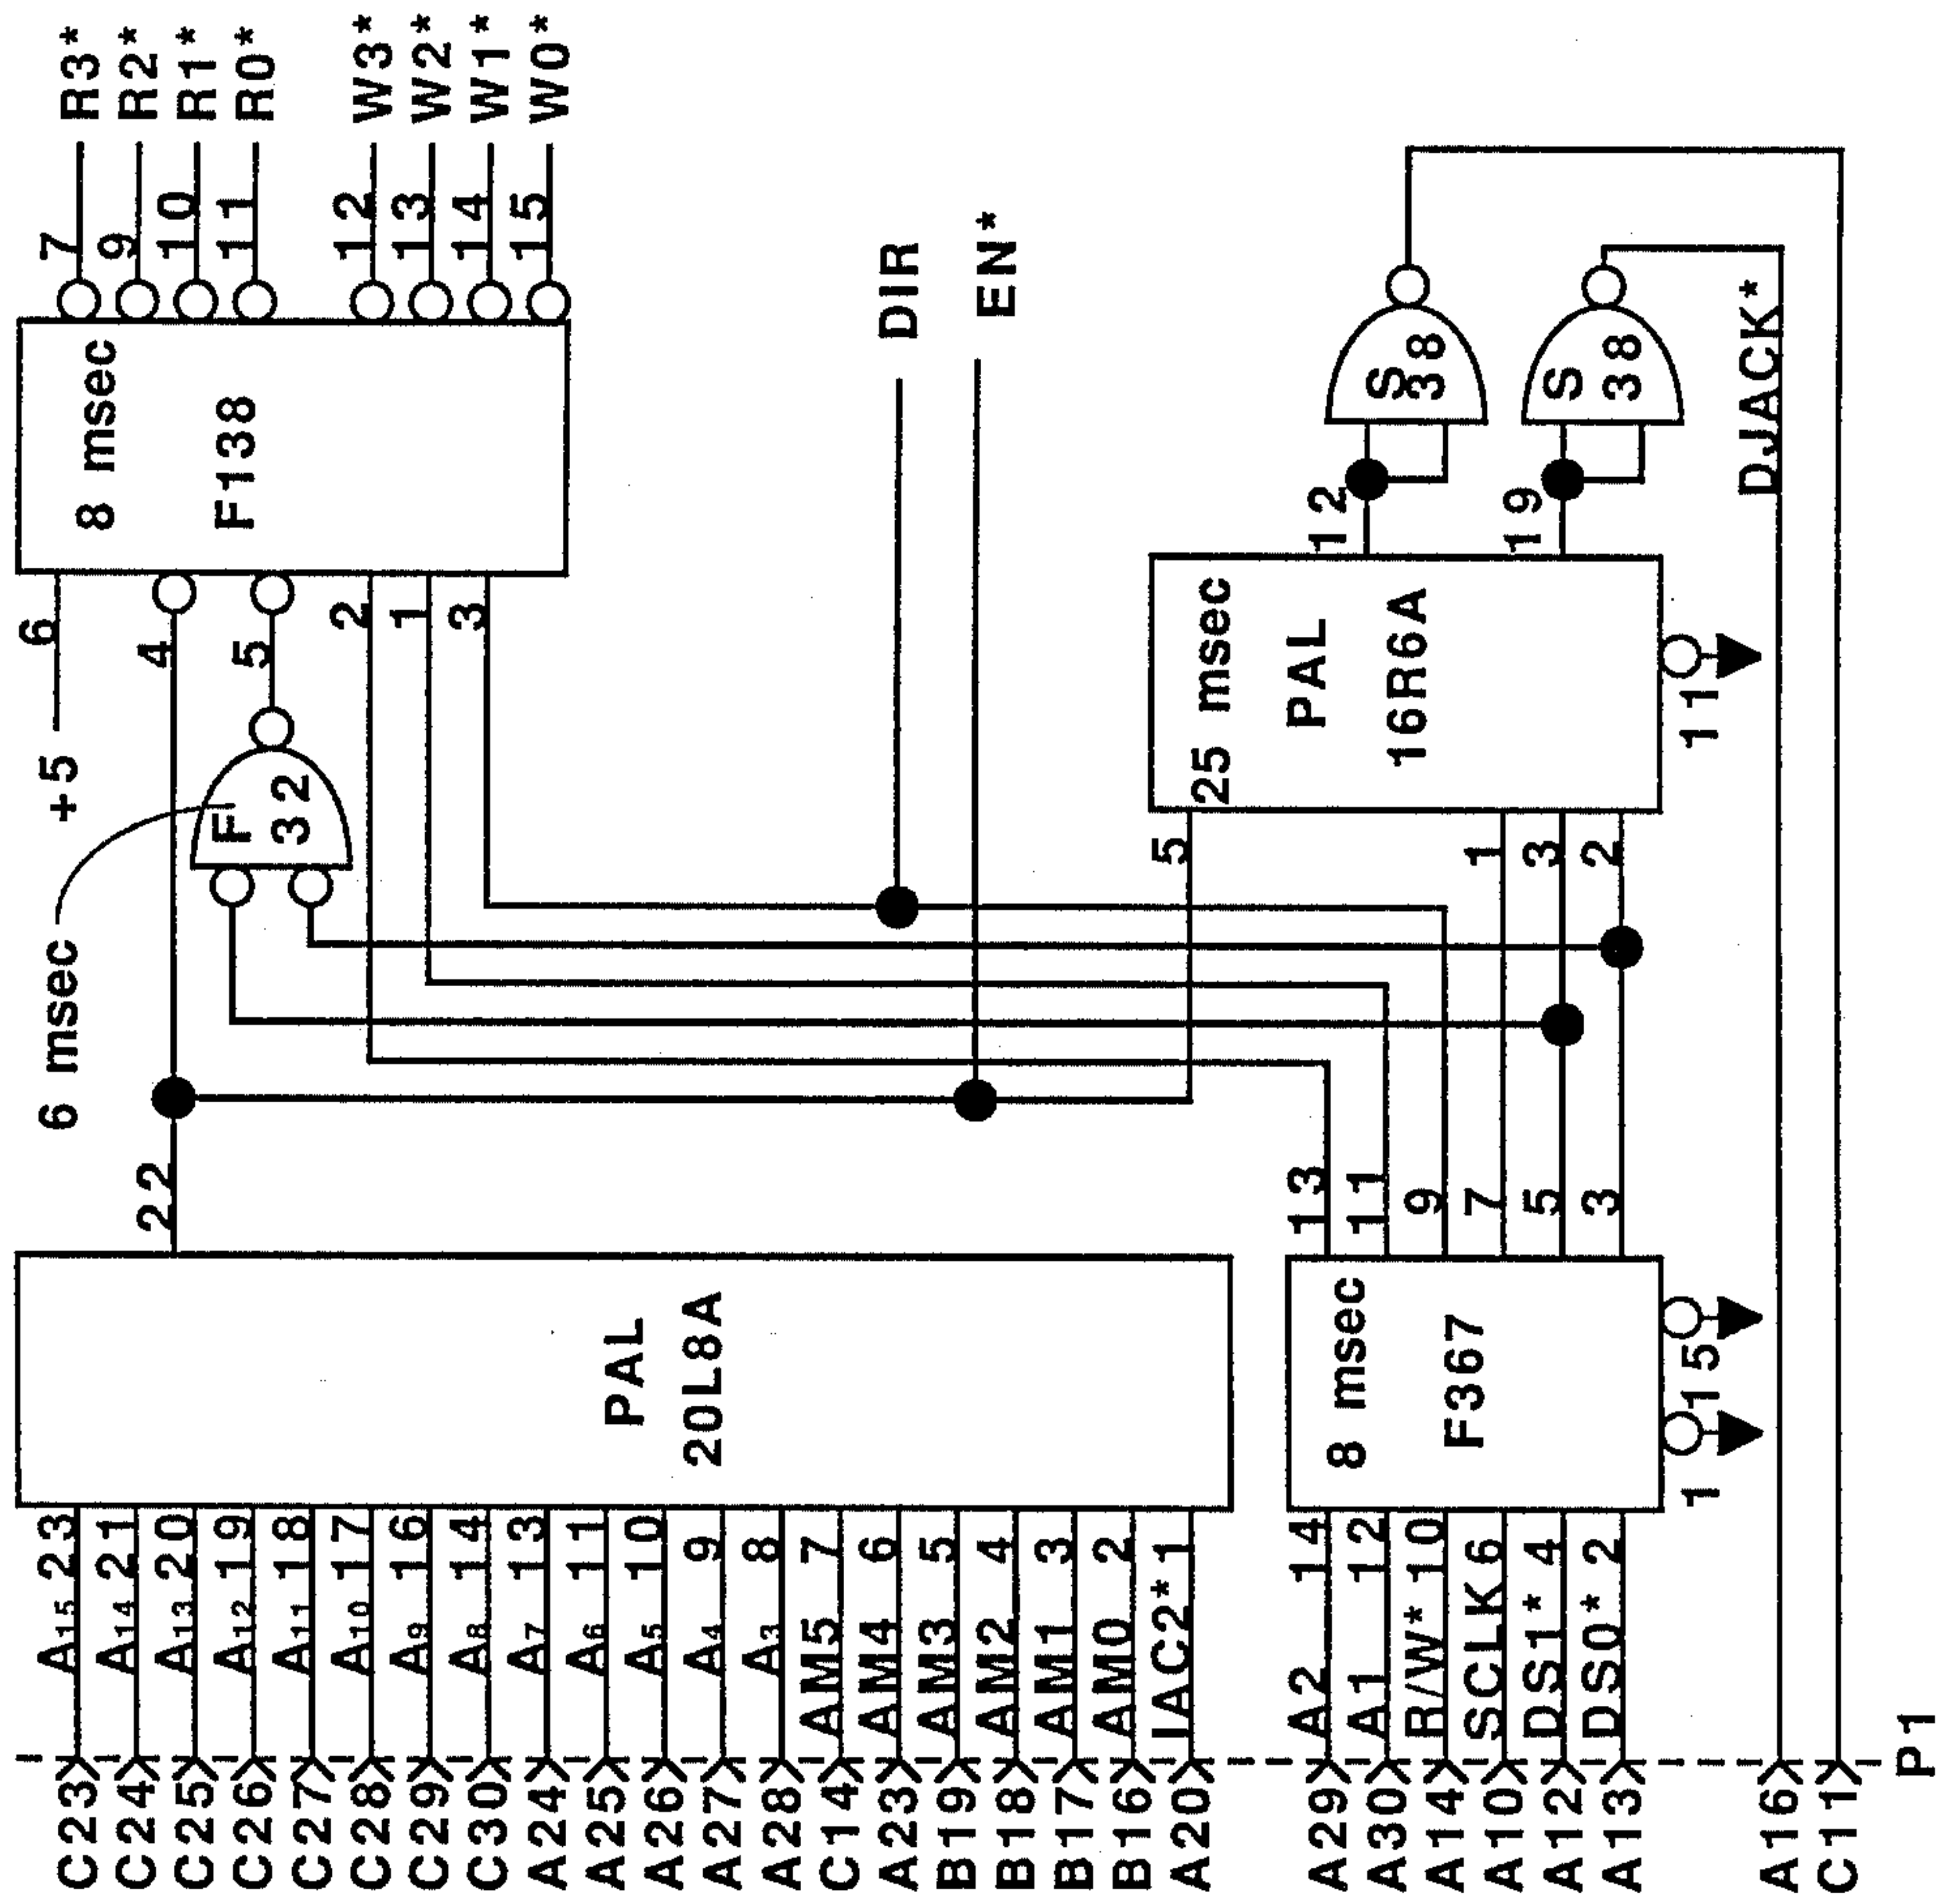 C23 A15 23
C24 A14 21
C25 A13 20
C26 A12 19
C27 A11 18
C28 A10 17
C29 A9 16
C30 A8 14
A24 A7 13
A25 A6 11
A26 A5 10
A27 A4 9
A28 A3 8
C14 AM5 7
A23 AM4 6
B19 AM3 5
B18 AM2 4
B17 AM1 3
B16 AM0 2
A20 IAC2* 1
PAL
20L8A
22
6 msec
F
32
+5 6
4
5
2
1
3
8 msec
F138
7 R3*
9 R2*
10 R1*
11 R0*
12 W3*
13 W2*
14 W1*
15 W0*
DIR
EN*
A29 A2 14
A30 A1 12
A14 R/W* 10
A10 SCLK 6
A12 DS1* 4
A13 DS0* 2
8 msec
F367
1 15
13
11
9
7
5
3
5
1
3
2
25 msec
PAL
16R6A
11
12
19
S
38
S
38
DJACK*
A16
C11
P1